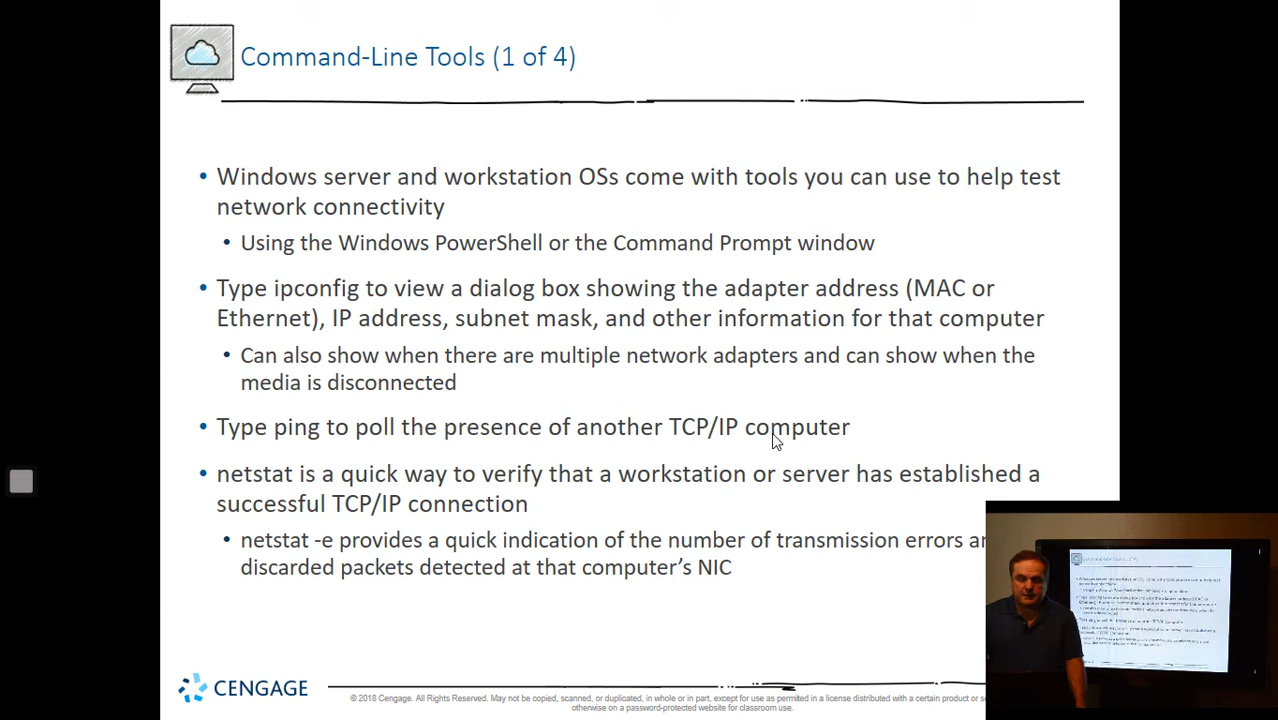 Command-Line Tools (1 of 4)
• Windows server and workstation OSs come with tools you can use to help test
network connectivity
• Using the Windows PowerShell or the Command Prompt window
• Type ipconfig to view a dialog box showing the adapter address (MAC or
Ethernet), IP address, subnet mask, and other information for that computer
• Can also show when there are multiple network adapters and can show when the
media is disconnected
• Type ping to poll the presence of another TCP/IP computer
• netstat is a quick way to verify that a workstation or server has established a
successful TCP/IP connection
• netstat -e provides a quick indication of the number of transmission errors
discarded packets detected at that computer's NIC
CENGAGE
© 2018 Cengage. All Rights Reserved. May not be copied, scanned, or duplicated, in whole or in part, except for use as permitted in a license distributed with a certain product or
otherwise on a password-protected website for classroom use.